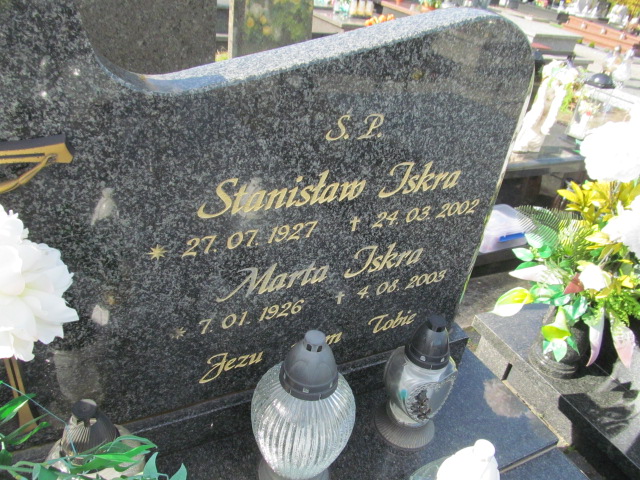 Ś. P.
Stanisław Iskra
* 27. 07. 1927 † 24. 03. 2002
Marta Iskra
* 7. 01. 1926 † 4. 08. 2003
Jezu Tobie